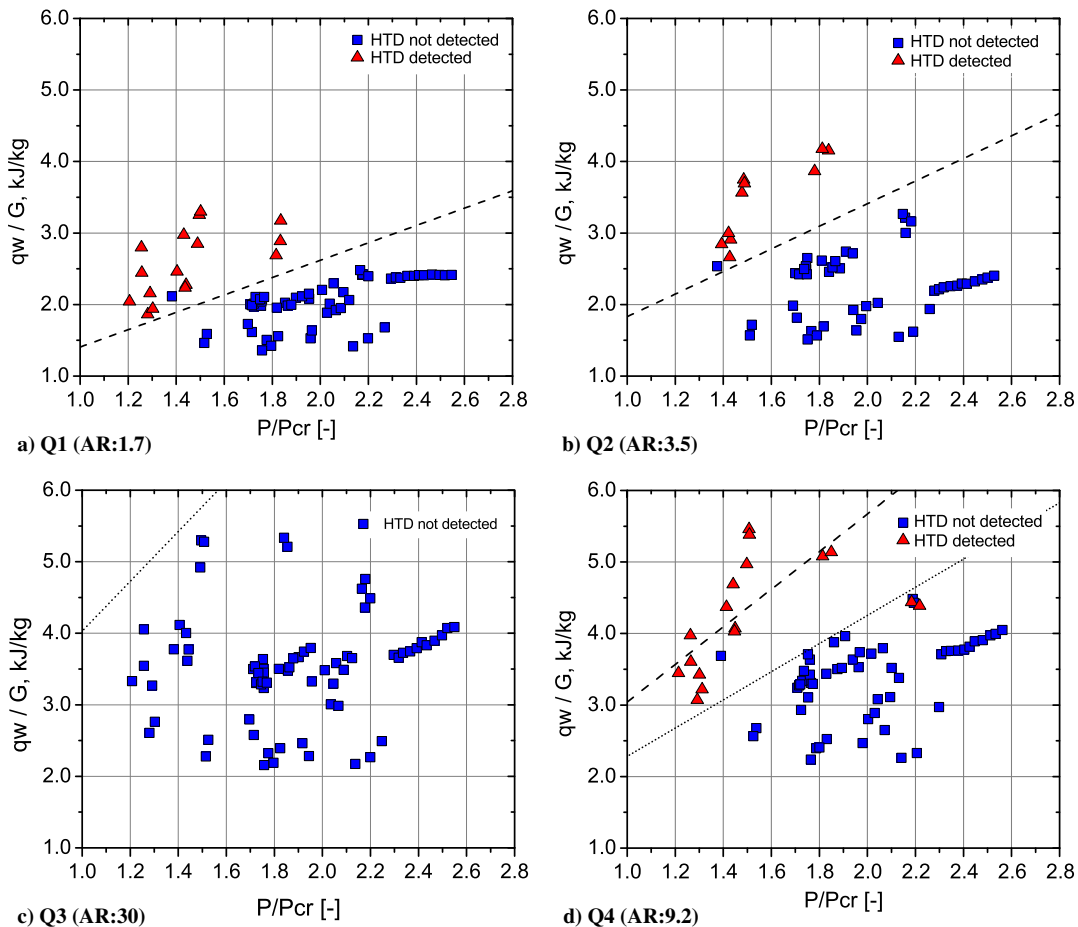 6.0
5.0
4.0
3.0
2.0
1.0
qw / G, kJ/kg
HTD not detected
HTD detected
1.0 1.2 1.4 1.6 1.8 2.0 2.2 2.4 2.6 2.8
P/Pcr [-]
a) Q1 (AR:1.7)
6.0
5.0
4.0
3.0
2.0
1.0
qw / G, kJ/kg
HTD not detected
HTD detected
1.0 1.2 1.4 1.6 1.8 2.0 2.2 2.4 2.6 2.8
P/Pcr [-]
b) Q2 (AR:3.5)
6.0
5.0
4.0
3.0
2.0
1.0
qw / G, kJ/kg
HTD not detected
1.0 1.2 1.4 1.6 1.8 2.0 2.2 2.4 2.6 2.8
P/Pcr [-]
c) Q3 (AR:30)
6.0
5.0
4.0
3.0
2.0
1.0
qw / G, kJ/kg
HTD not detected
HTD detected
1.0 1.2 1.4 1.6 1.8 2.0 2.2 2.4 2.6 2.8
P/Pcr [-]
d) Q4 (AR:9.2)